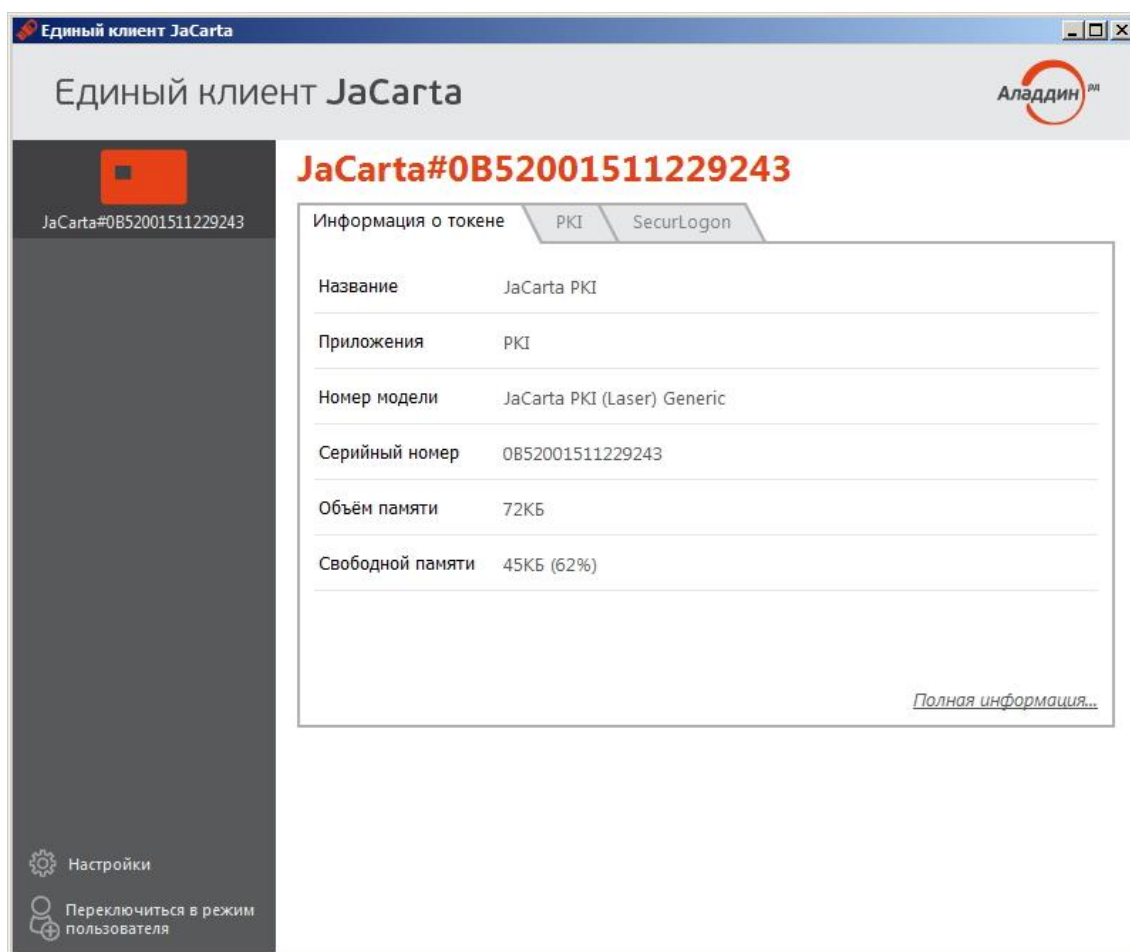 Единый клиент JaCarta
Единый клиент JaCarta
Аладдин РД
JaCarta#0B52001511229243
JaCarta#0B52001511229243
Информация о токене PKI SecurLogon
Название JaCarta PKI
Приложения PKI
Номер модели JaCarta PKI (Laser) Generic
Серийный номер 0B52001511229243
Объём памяти 72КБ
Свободной памяти 45КБ (62%)
Полная информация...
Настройки
Переключиться в режим
пользователя